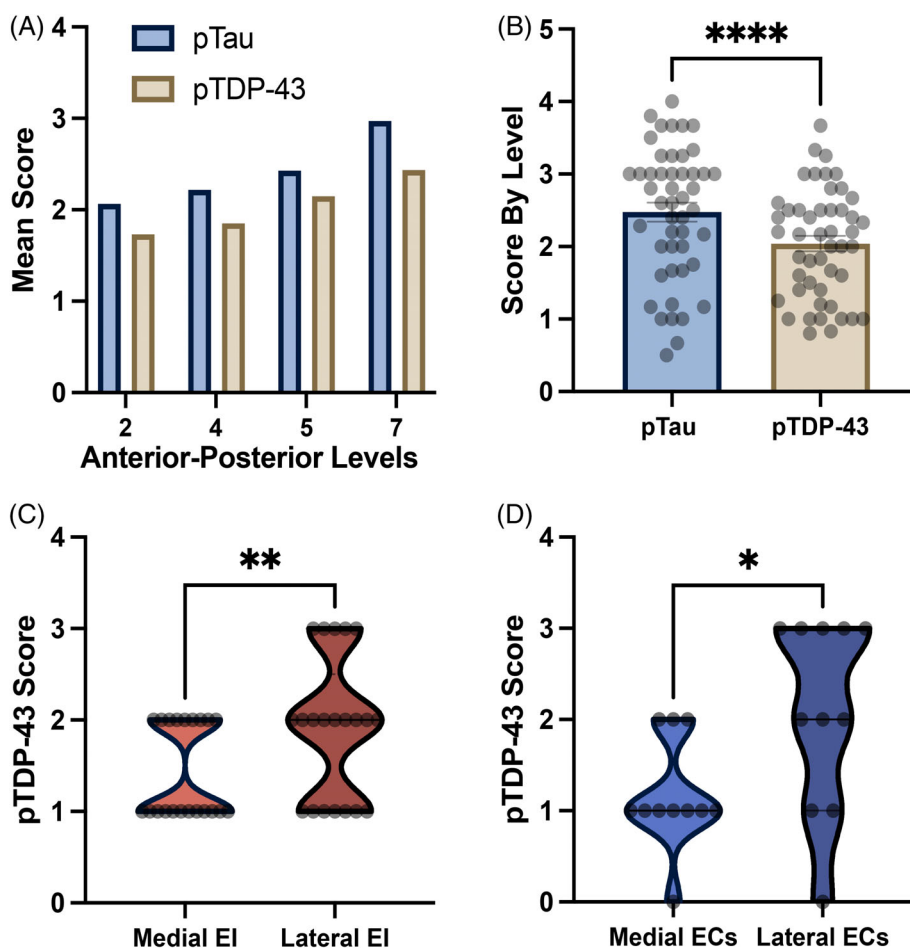 (A)
4
3
2
1
0
Mean Score
pTau
pTDP-43
2 4 5 7
Anterior-Posterior Levels
(B)
****
5
4
3
2
1
0
Score By Level
pTau pTDP-43
(C)
**
4
3
2
1
0
pTDP-43 Score
Medial EI Lateral EI
(D)
*
4
3
2
1
0
pTDP-43 Score
Medial ECs Lateral ECs